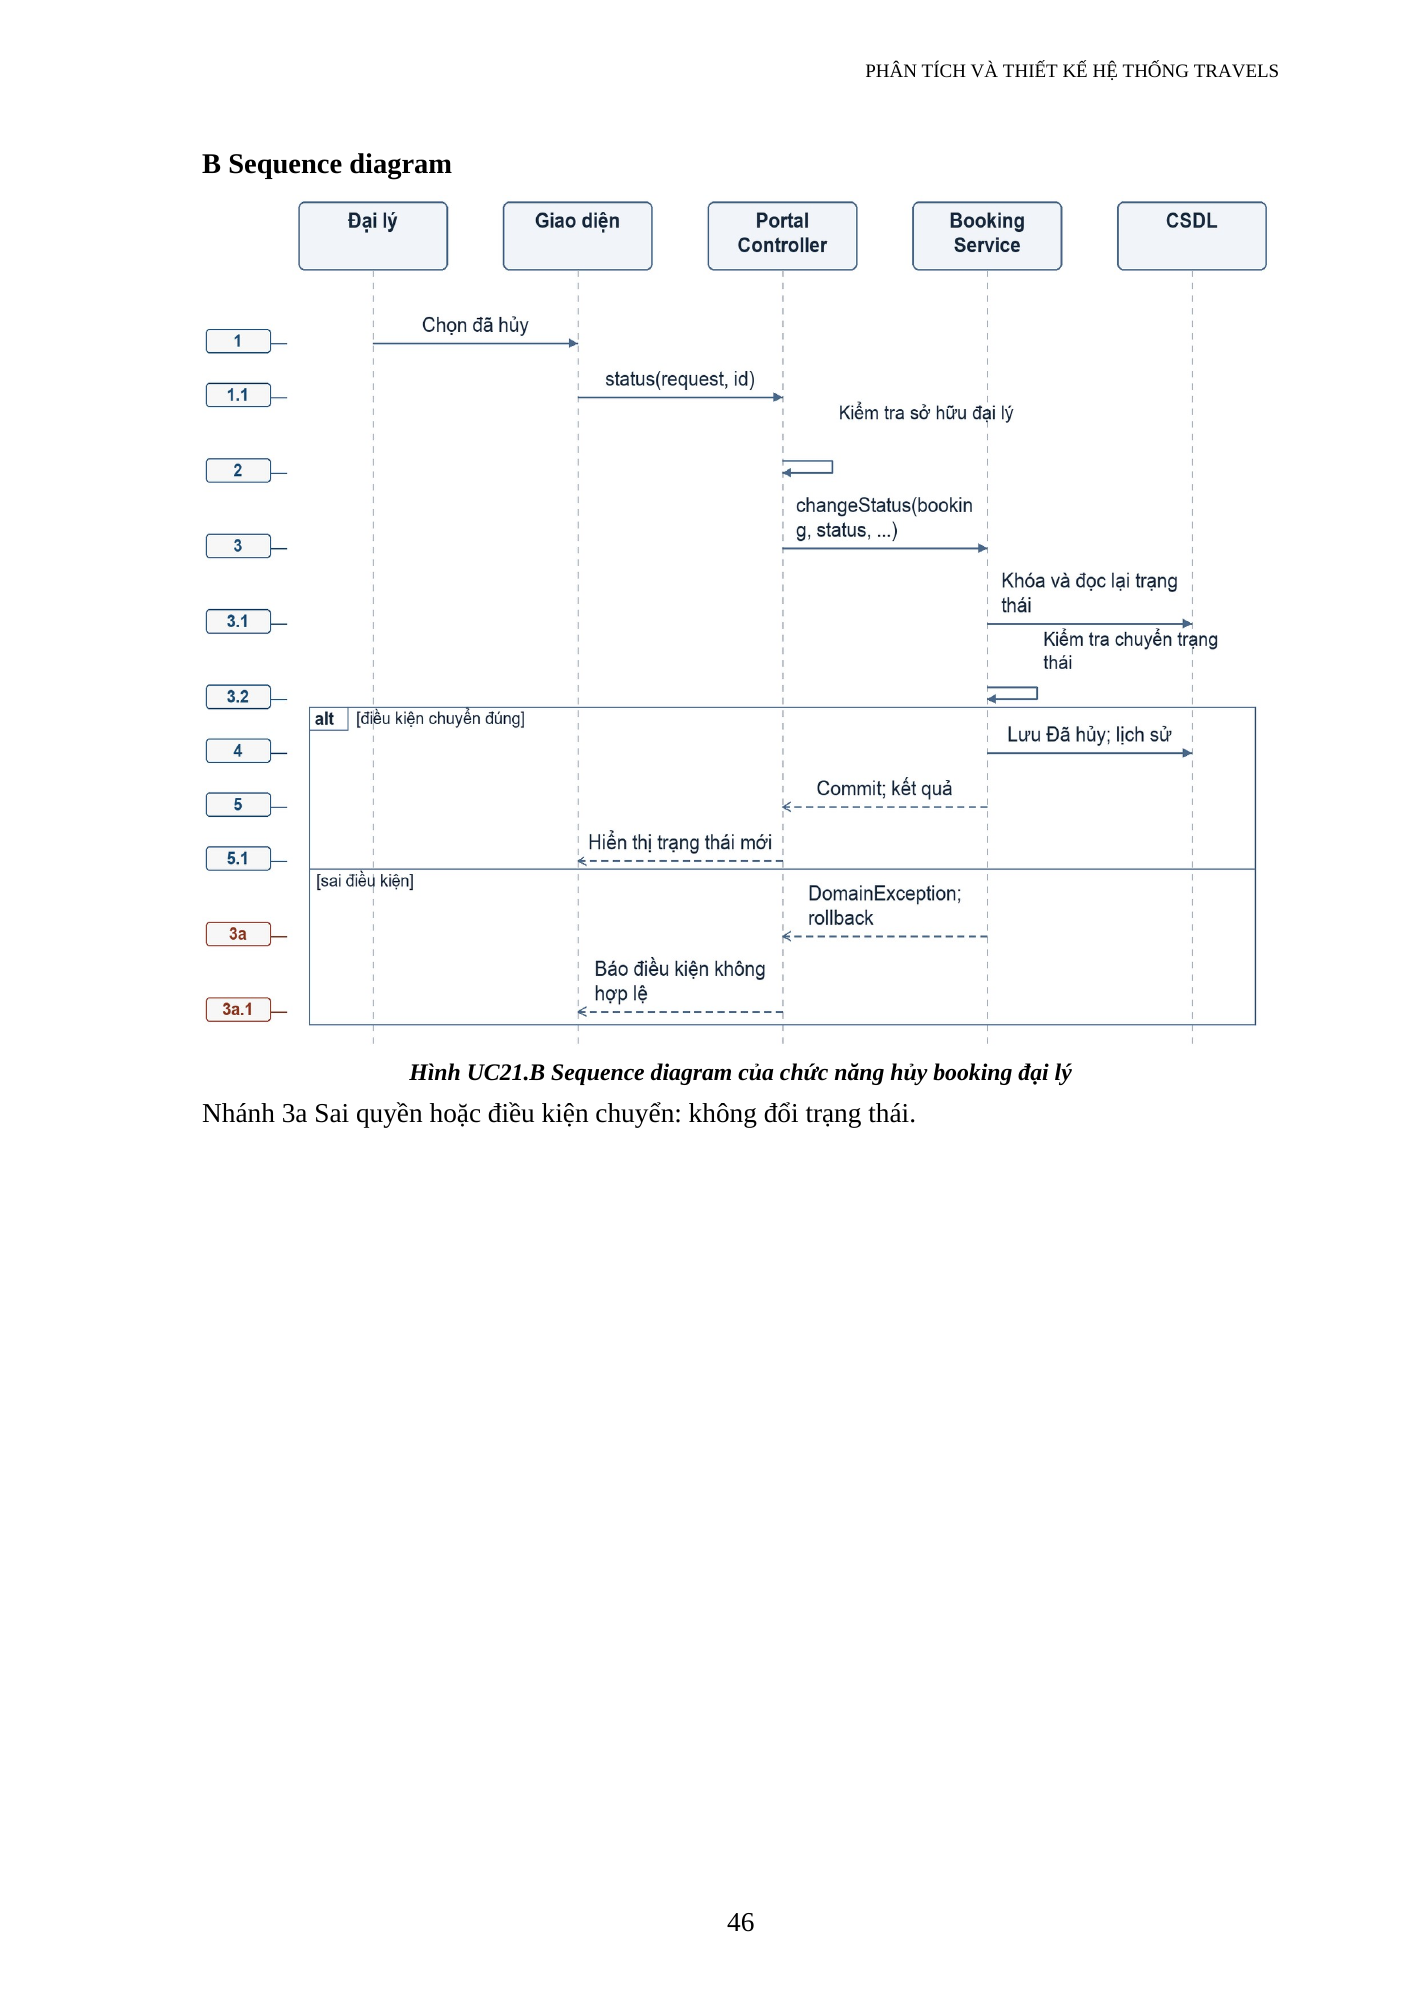 PHÂN TÍCH VÀ THIẾT KẾ HỆ THỐNG TRAVELS
B Sequence diagram
Đại lý
Giao diện
Portal
Controller
Booking
Service
CSDL
1
Chọn đã hủy
1.1
status(request, id)
Kiểm tra sở hữu đại lý
2
changeStatus(bookin
g, status, ...)
3
Khóa và đọc lại trạng
thái
3.1
Kiểm tra chuyển trạng
thái
3.2
alt
[điều kiện chuyển đúng]
4
Lưu Đã hủy; lịch sử
5
Commit; kết quả
5.1
Hiển thị trạng thái mới
[sai điều kiện]
DomainException;
rollback
3a
Báo điều kiện không
hợp lệ
3a.1
Hình UC21.B Sequence diagram của chức năng hủy booking đại lý
Nhánh 3a Sai quyền hoặc điều kiện chuyển: không đổi trạng thái.
46